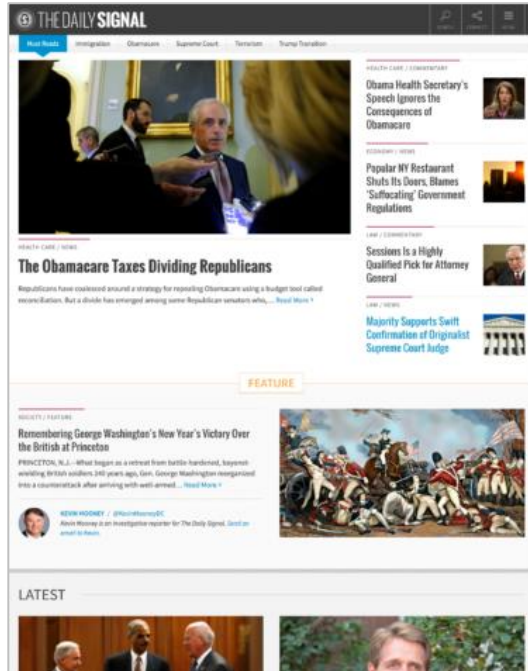 THE DAILY SIGNAL
Must Reads Immigration Obamacare Supreme Court Terrorism Trump Transition
HEALTH CARE / NEWS
The Obamacare Taxes Dividing Republicans
Republicans have coalesced around a strategy for repealing Obamacare using a budget tool called
reconciliation. But a divide has emerged among some Republican senators who, ... Read More
HEALTH CARE / COMMENTARY
Obama Health Secretary's
Speech Ignores the
Consequences of
Obamacare
ECONOMY / NEWS
Popular NY Restaurant
Shuts Its Doors, Blames
'Suffocating' Government
Regulations
LAW / COMMENTARY
Sessions Is a Highly
Qualified Pick for Attorney
General
LAW / NEWS
Majority Supports Swift
Confirmation of Originalist
Supreme Court Judge
FEATURE
SOCIETY / FEATURE
Remembering George Washington's New Year's Victory Over
the British at Princeton
PRINCETON, N.J.—What began as a retreat from battle-hardened, bayonet-
wielding British soldiers 240 years ago, Gen. George Washington reorganized
into a counterattack after arriving with well-armed ... Read More
KEVIN MOONEY / @KevinMooneyDC
Kevin Mooney is an investigative reporter for The Daily Signal. Send an
email to Kevin.
LATEST